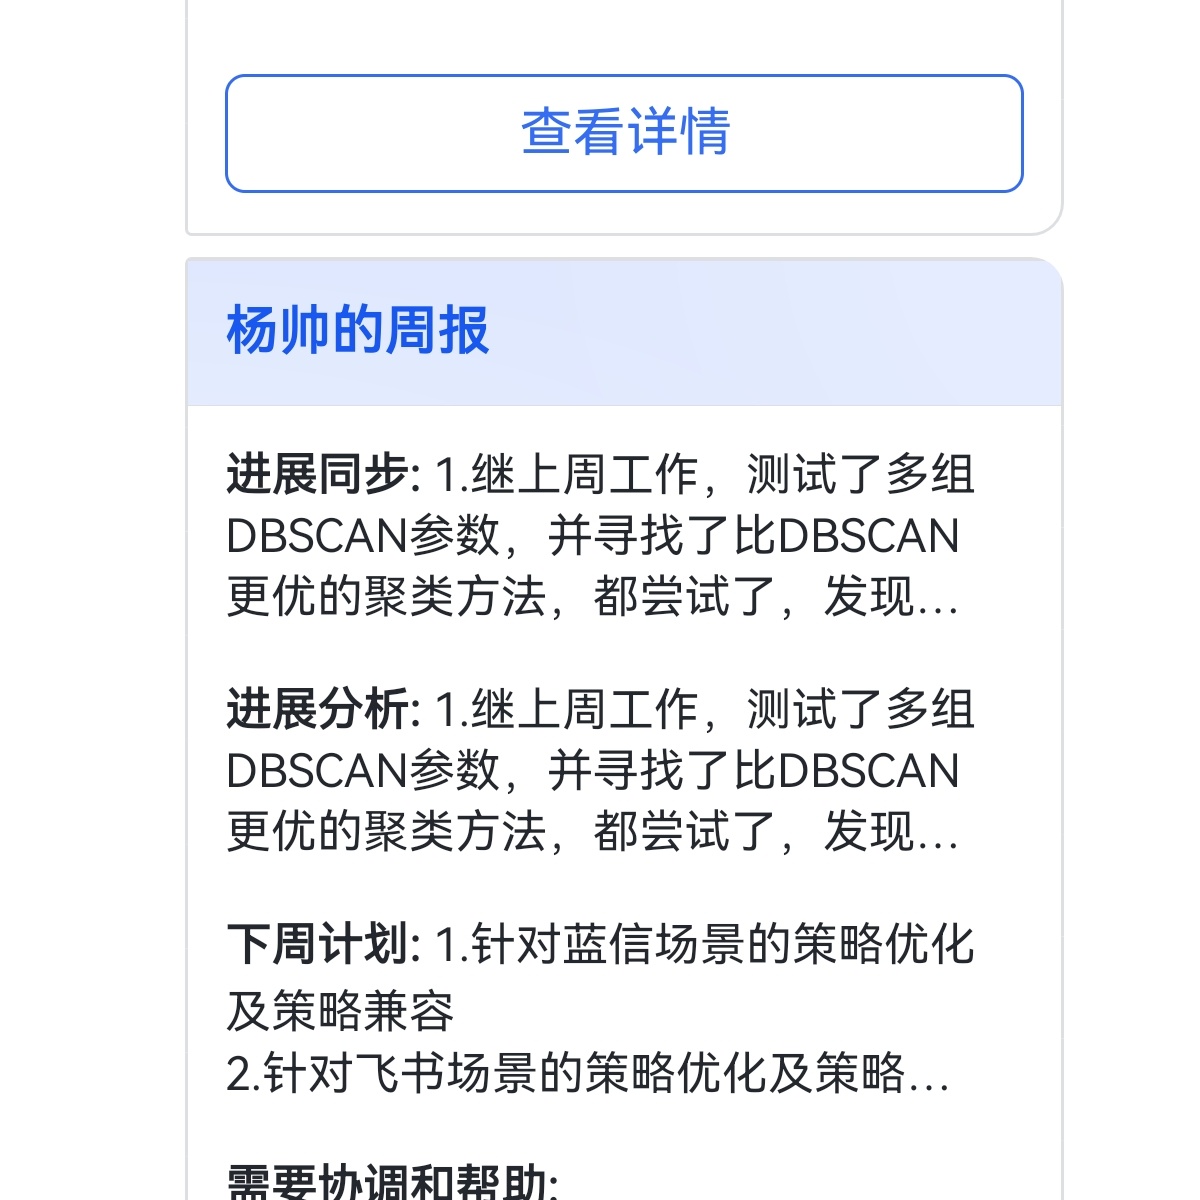 查看详情
杨帅的周报
进展同步: 1.继上周工作，测试了多组
DBSCAN参数，并寻找了比DBSCAN
更优的聚类方法，都尝试了，发现...
进展分析: 1.继上周工作，测试了多组
DBSCAN参数，并寻找了比DBSCAN
更优的聚类方法，都尝试了，发现...
下周计划: 1.针对蓝信场景的策略优化
及策略兼容
2.针对飞书场景的策略优化及策略...
需要协调和帮助: